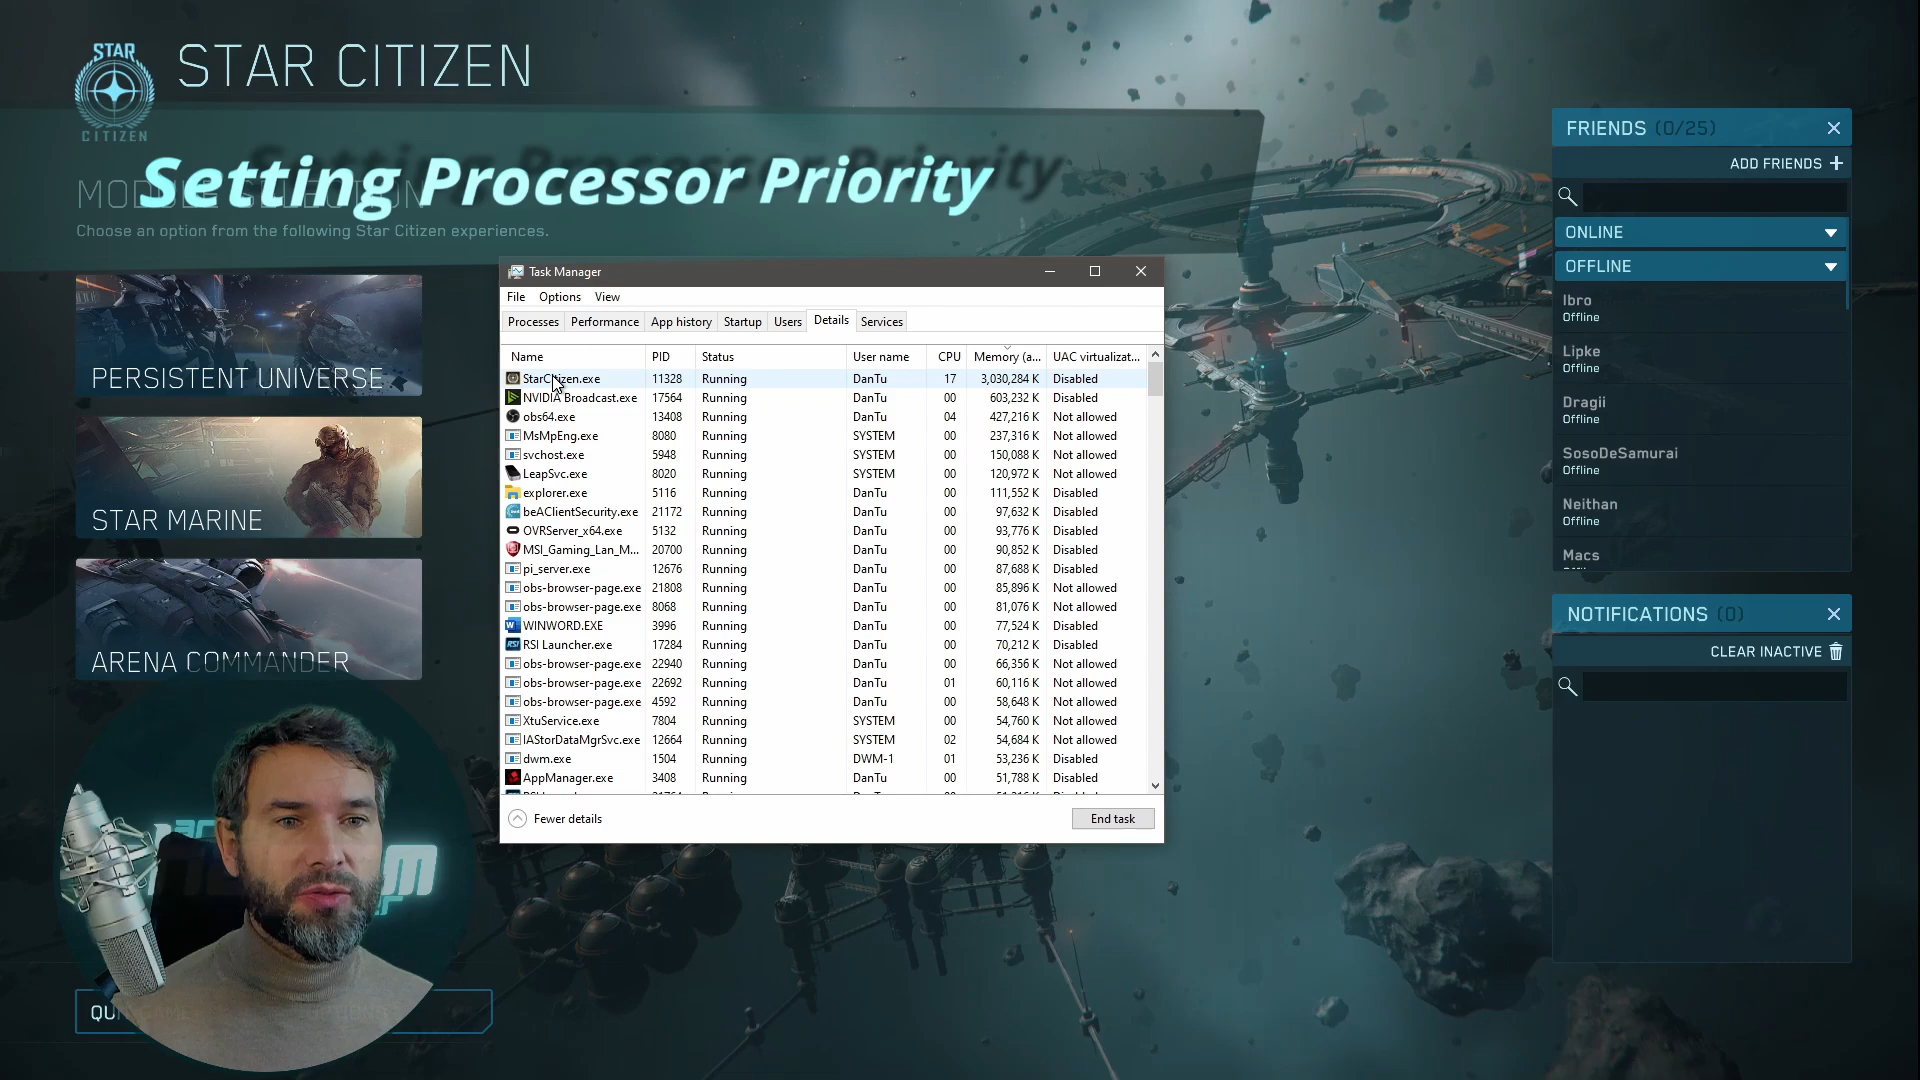 STAR
CITIZEN
STAR CITIZEN
Setting Processor Priority
Choose an option from the following Star Citizen experiences.
PERSISTENT UNIVERSE
STAR MARINE
ARENA COMMANDER
Task Manager
File Options View
Processes Performance App history Startup Users Details Services
Name PID Status User name CPU Memory (a... UAC virtualizat...
StarCitizen.exe 11328 Running DanTu 17 3,030,284 K Disabled
NVIDIA Broadcast.exe 17564 Running DanTu 00 603,232 K Disabled
obs64.exe 13408 Running DanTu 04 427,216 K Not allowed
MsMpEng.exe 8080 Running SYSTEM 00 237,316 K Not allowed
svchost.exe 5948 Running SYSTEM 00 150,088 K Not allowed
LeapSvc.exe 8020 Running SYSTEM 00 120,972 K Not allowed
explorer.exe 5116 Running DanTu 00 111,552 K Disabled
beAClientSecurity.exe 21172 Running DanTu 00 97,632 K Disabled
OVRServer_x64.exe 5132 Running DanTu 00 93,776 K Disabled
MSI_Gaming_Lan_M... 20700 Running DanTu 00 90,852 K Disabled
pi_server.exe 12676 Running DanTu 00 87,688 K Disabled
obs-browser-page.exe 21808 Running DanTu 00 85,896 K Not allowed
obs-browser-page.exe 8068 Running DanTu 00 81,076 K Not allowed
WINWORD.EXE 3996 Running DanTu 00 77,524 K Disabled
RSI Launcher.exe 17284 Running DanTu 00 70,212 K Disabled
obs-browser-page.exe 22940 Running DanTu 00 66,356 K Not allowed
obs-browser-page.exe 22692 Running DanTu 01 60,116 K Not allowed
obs-browser-page.exe 4592 Running DanTu 00 58,648 K Not allowed
XtuService.exe 7804 Running SYSTEM 00 54,760 K Not allowed
IAStorDataMgrSvc.exe 12664 Running SYSTEM 02 54,684 K Not allowed
dwm.exe 1504 Running DWM-1 01 53,236 K Disabled
AppManager.exe 3408 Running DanTu 00 51,788 K Disabled
Fewer details End task
FRIENDS (0/25)
ADD FRIENDS
ONLINE
OFFLINE
Ibro
Offline
Lipke
Offline
Dragii
Offline
SosoDeSamurai
Offline
Neithan
Offline
Macs
NOTIFICATIONS (0)
CLEAR INACTIVE